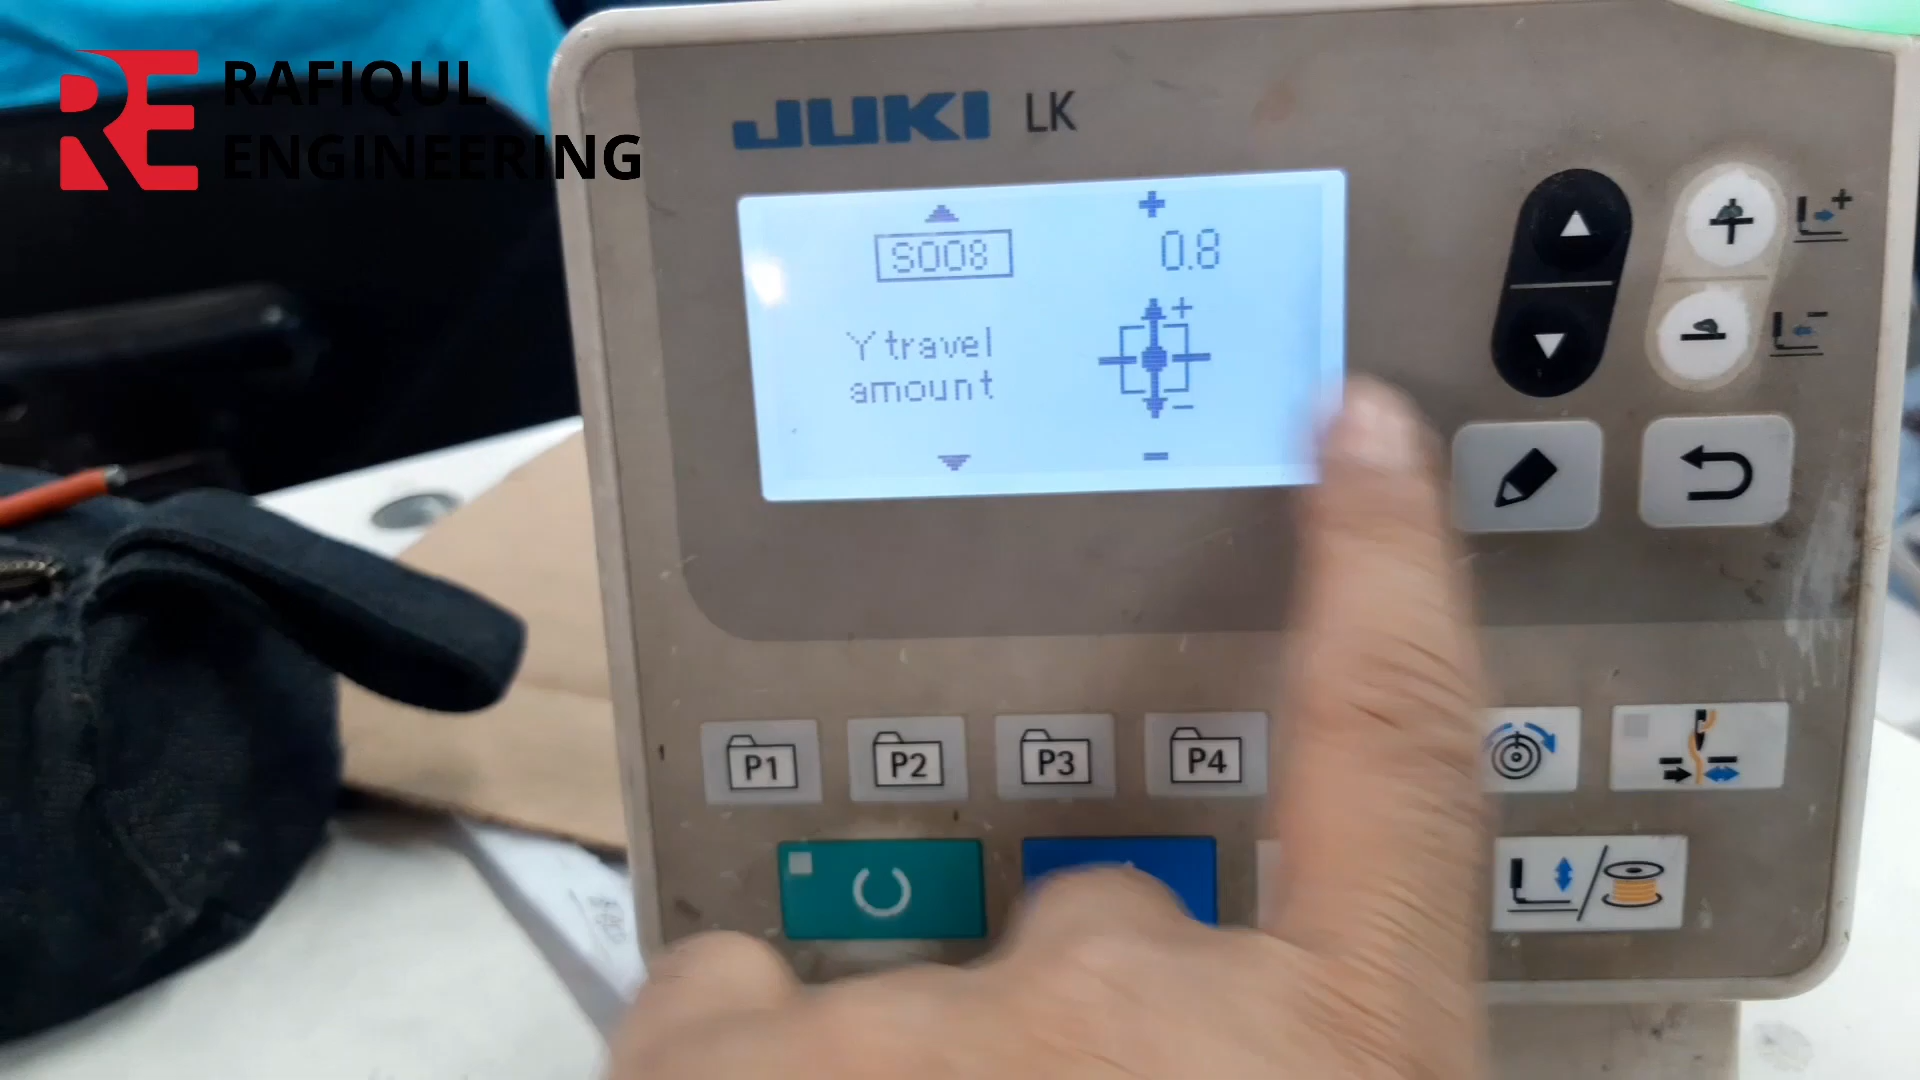 RAFIQUL
ENGINEERING
JUKI LK
S008
0.8
Y travel
amount
P1
P2
P3
P4